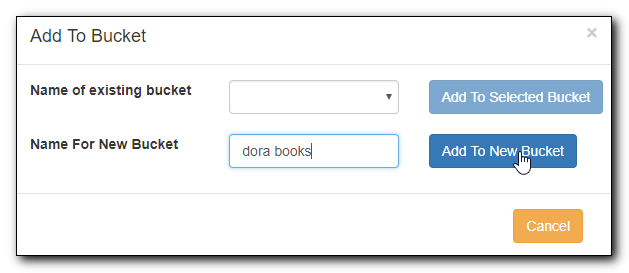 Add To Bucket ×
Name of existing bucket Add To Selected Bucket
Name For New Bucket dora books Add To New Bucket
Cancel